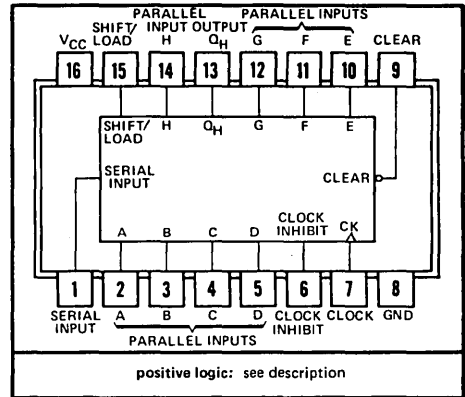 PARALLEL PARALLEL INPUTS
VCC SHIFT/ INPUT OUTPUT
LOAD H QH G F E CLEAR
16 15 14 13 12 11 10 9
SHIFT/ H QH G F E
LOAD
SERIAL
INPUT
CLEAR
CLOCK
INHIBIT CK
A B C D
1 2 3 4 5 6 7 8
SERIAL A B C D CLOCK CLOCK GND
INPUT INHIBIT
PARALLEL INPUTS
positive logic: see description